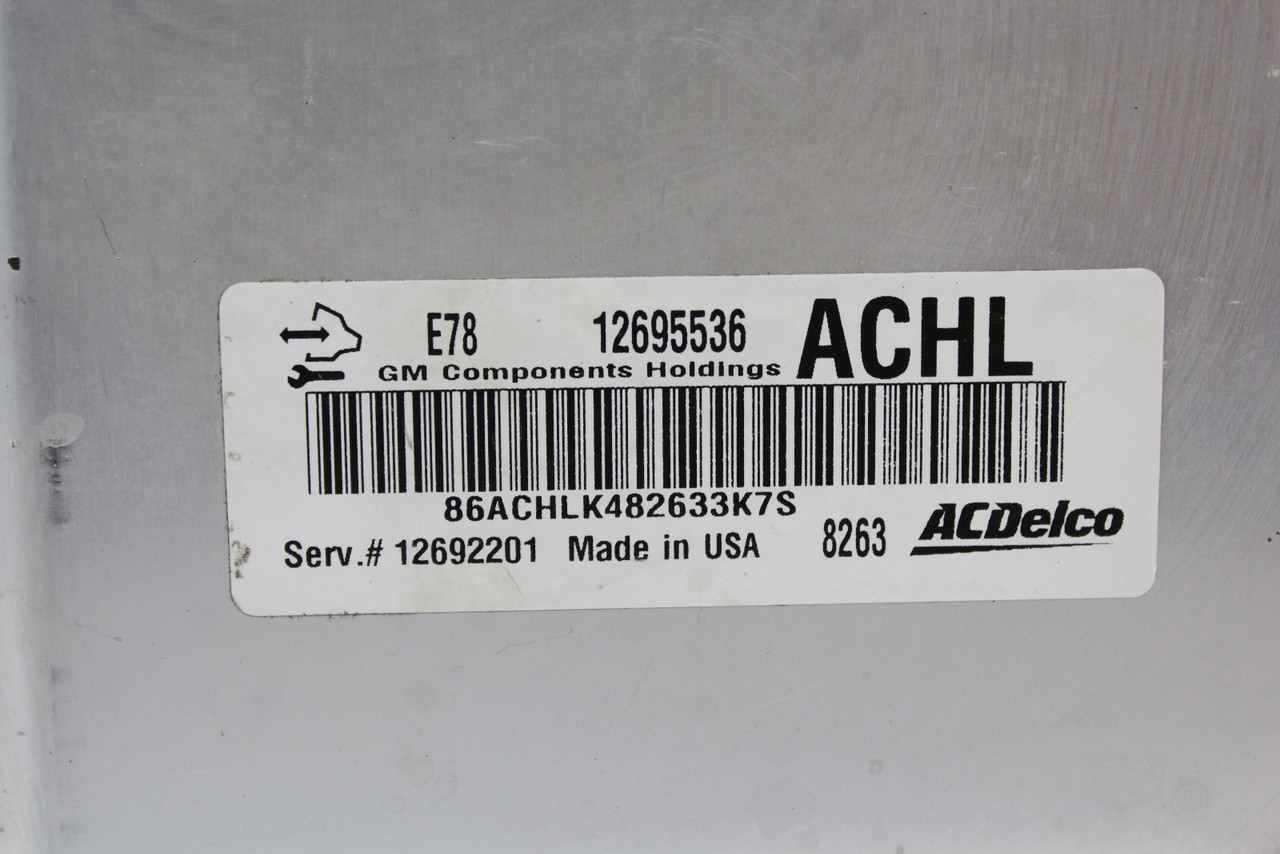 E78 12695536 ACHL
GM Components Holdings
86ACHLK482633K7S
Serv.# 12692201 Made in USA 8263 ACDelco